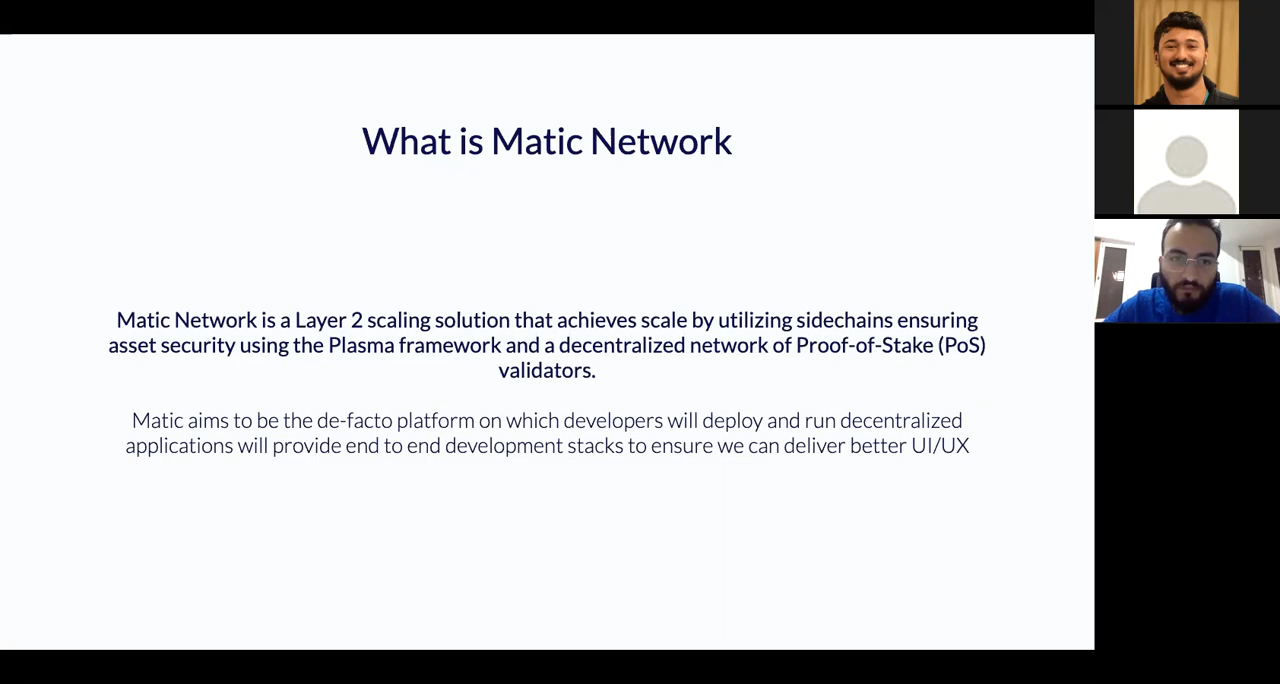 What is Matic Network
Matic Network is a Layer 2 scaling solution that achieves scale by utilizing sidechains ensuring
asset security using the Plasma framework and a decentralized network of Proof-of-Stake (PoS)
validators.
Matic aims to be the de-facto platform on which developers will deploy and run decentralized
applications will provide end to end development stacks to ensure we can deliver better UI/UX